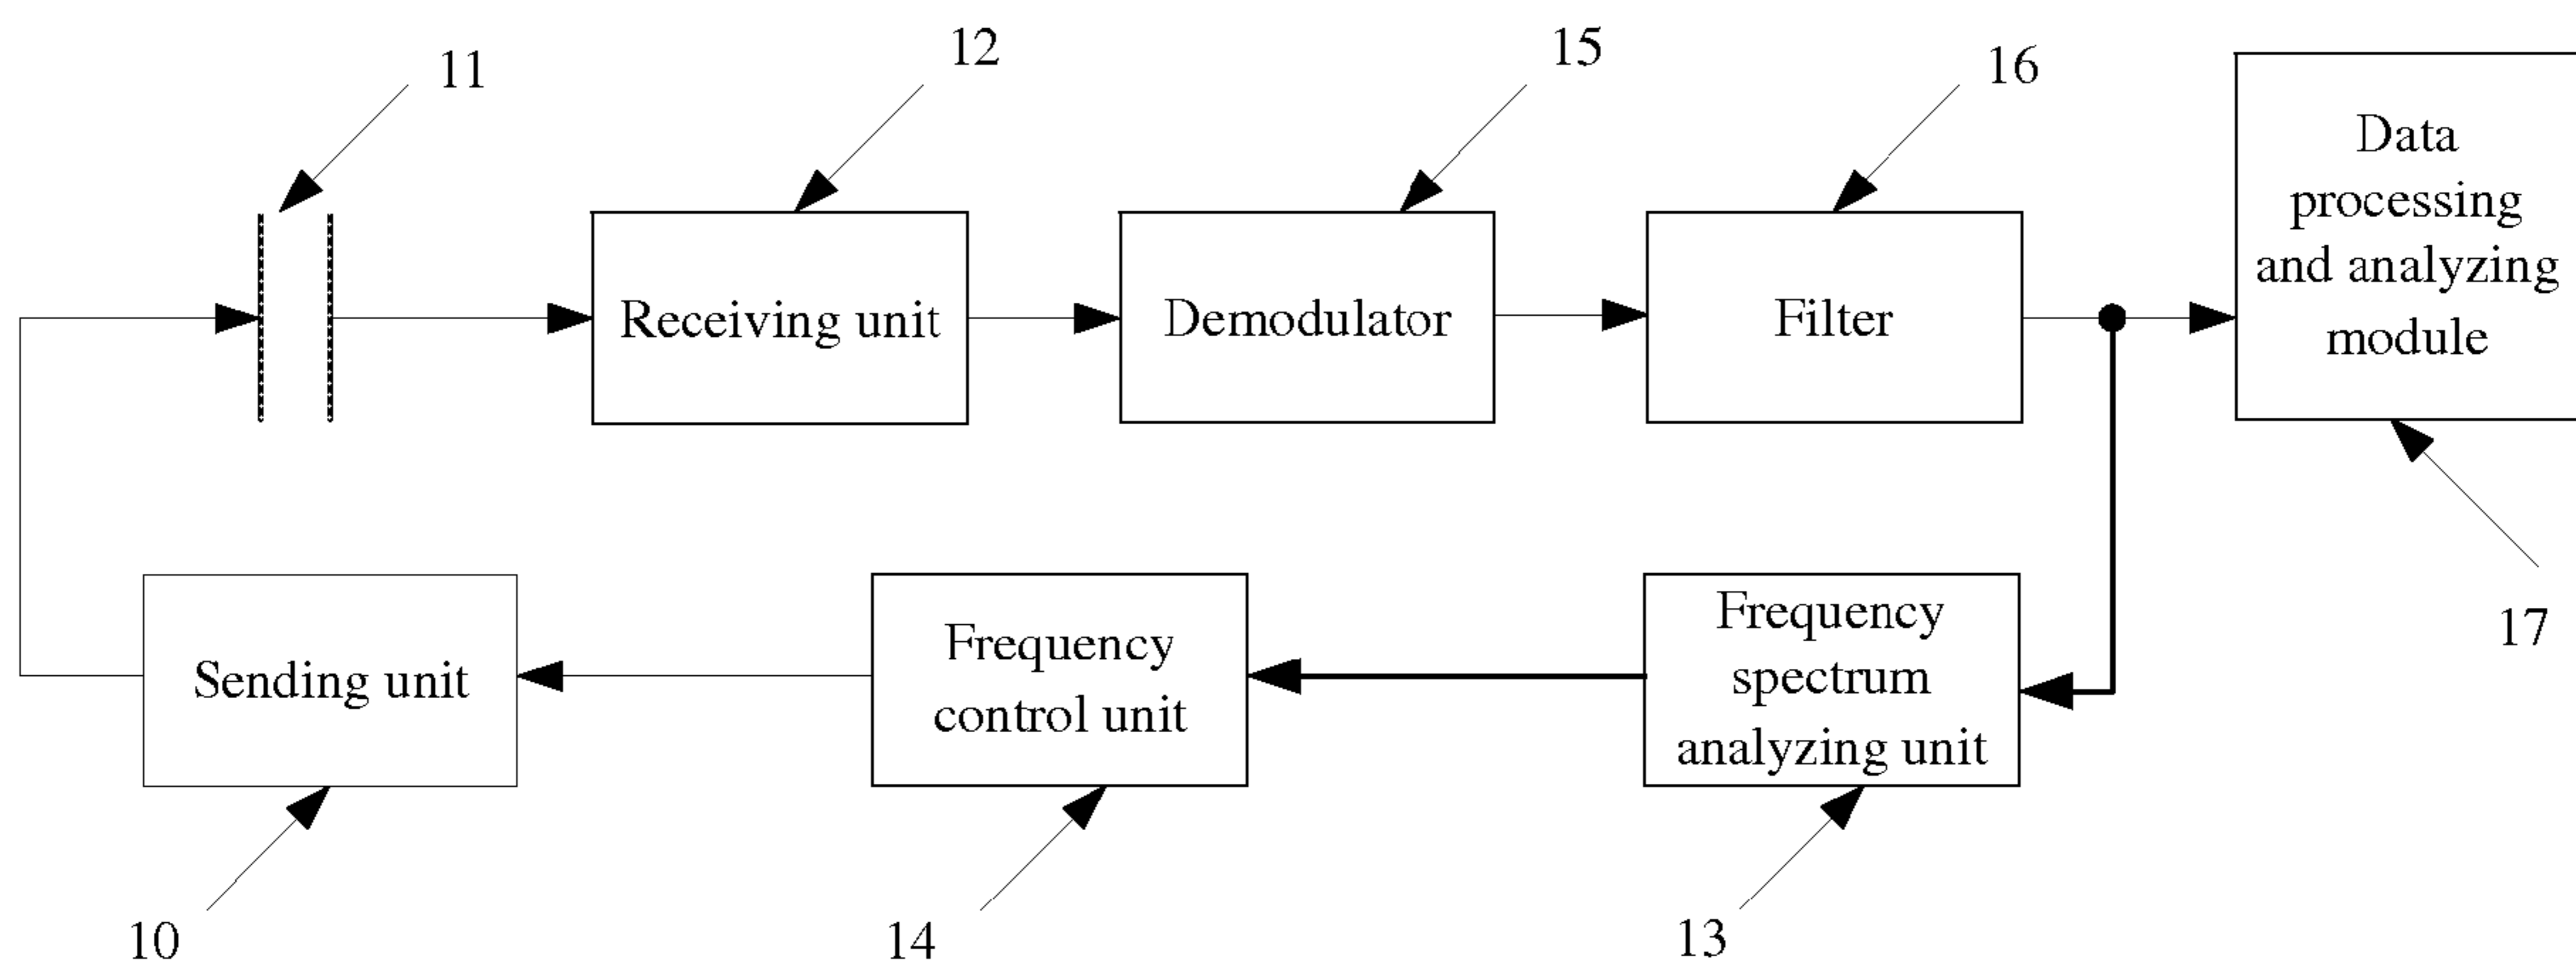 11
12
15
16
Data
processing
and analyzing
module
Receiving unit
Demodulator
Filter
17
Sending unit
Frequency
control unit
Frequency
spectrum
analyzing unit
10
14
13